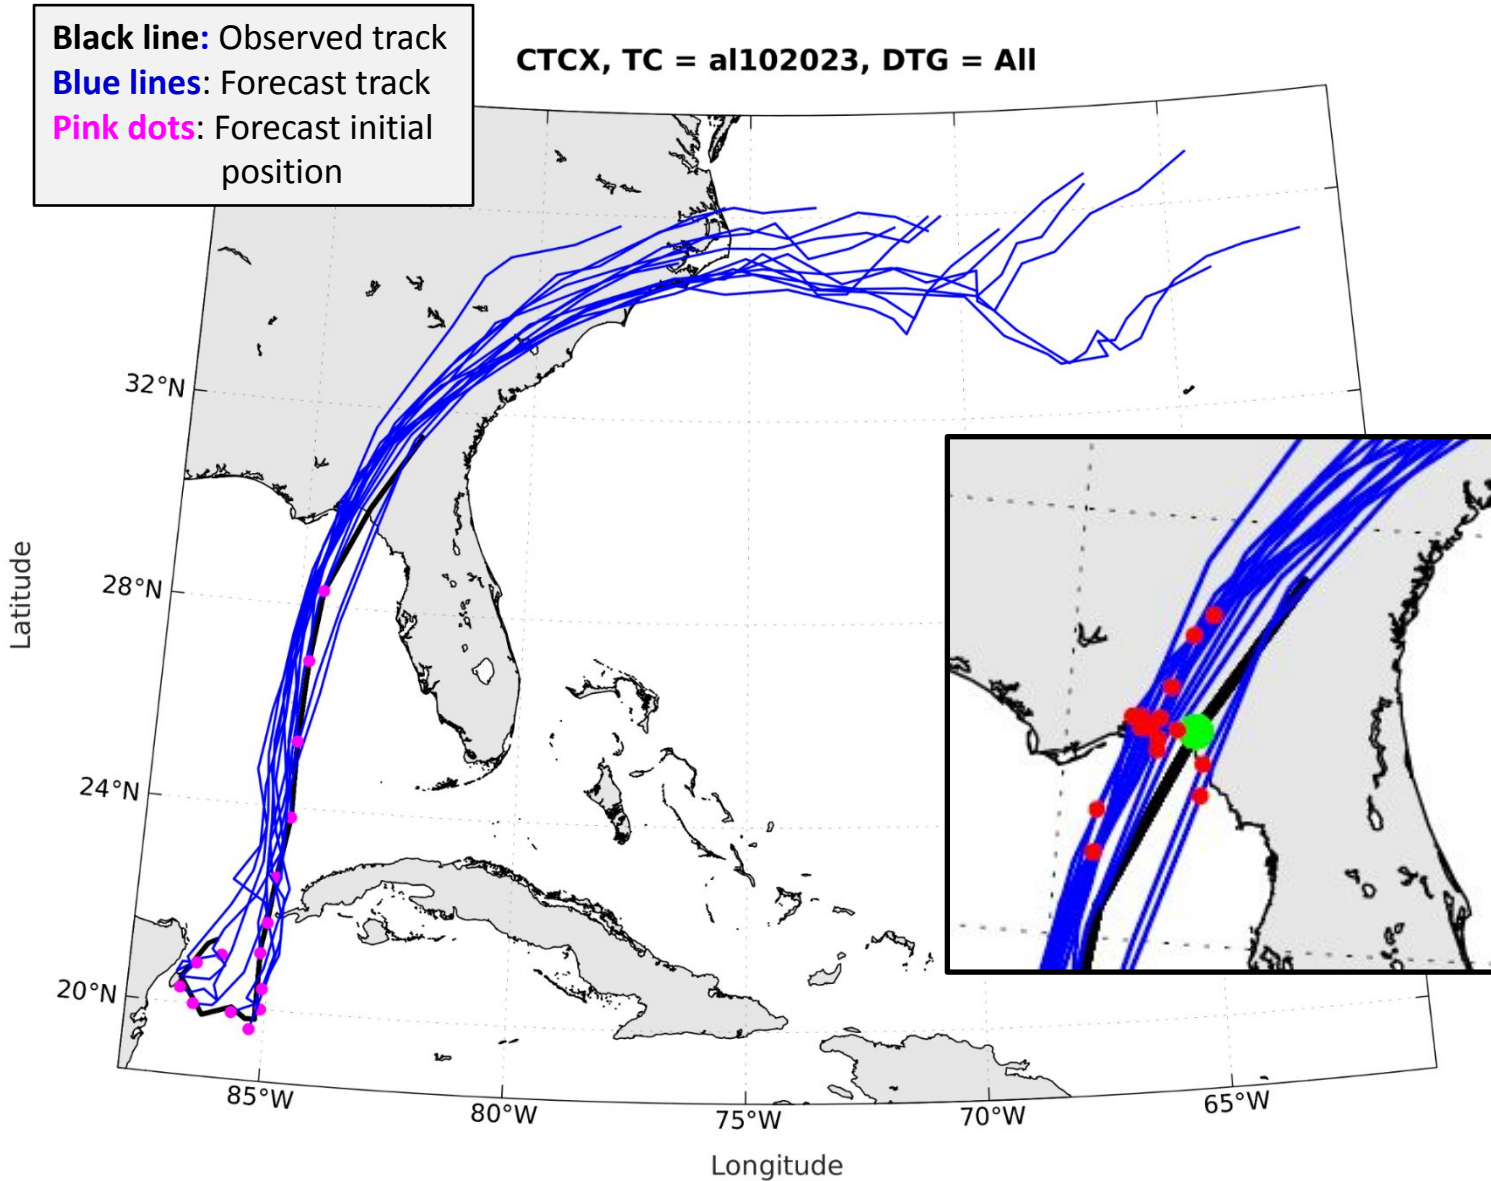 Black line: Observed track
Blue lines: Forecast track
Pink dots: Forecast initial
position
CTCX, TC = al102023, DTG = All
32°N
28°N
24°N
20°N
Latitude
85°W
80°W
75°W
70°W
65°W
Longitude